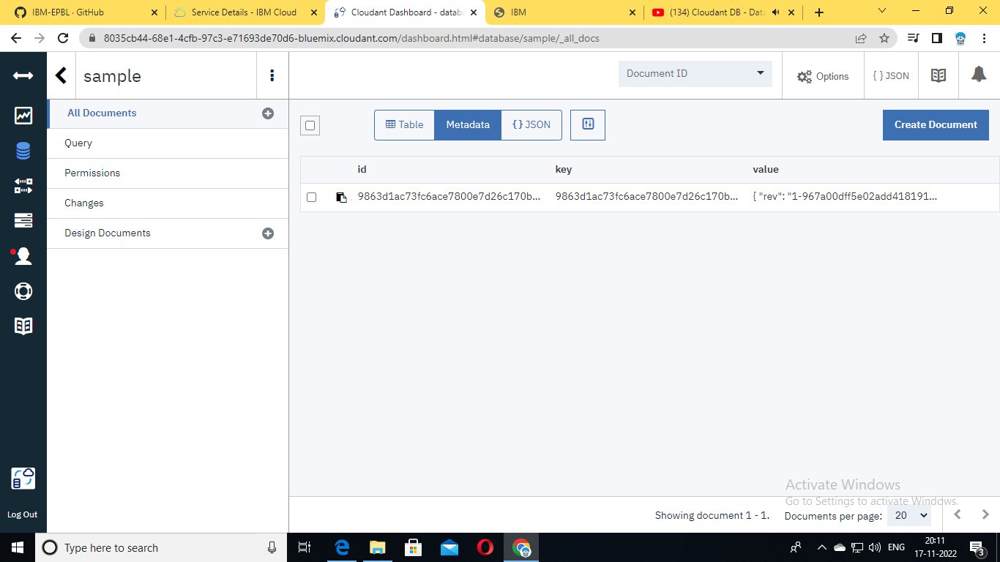 IBM-EPBL · GitHub
Service Details - IBM Cloud
Cloudant Dashboard - datab
IBM
(134) Cloudant DB - Data
8035cb44-68e1-4cfb-97c3-e71693de70d6-bluemix.cloudant.com/dashboard.html#database/sample/_all_docs
sample
Document ID
Options
{ } JSON
All Documents
Query
Permissions
Changes
Design Documents
Table
Metadata
{ } JSON
Create Document
id key value
9863d1ac73fc6ace7800e7d26c170b... 9863d1ac73fc6ace7800e7d26c170b... { "rev": "1-967a00dff5e02add418191...
Activate Windows
Go to Settings to activate Windows.
Showing document 1 - 1.
Documents per page: 20
Log Out
Type here to search
ENG
20:11
17-11-2022
3